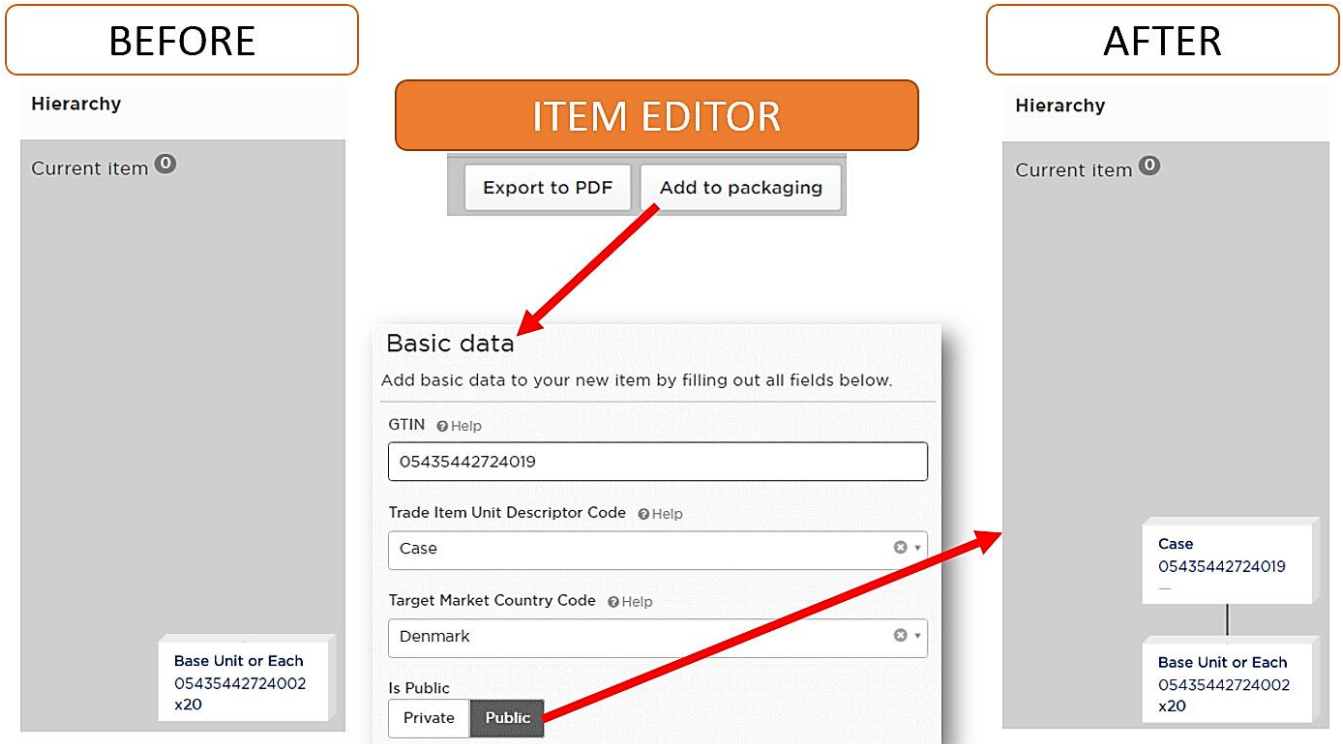 BEFORE
Hierarchy
Current item 0
Base Unit or Each
05435442724002
x20
ITEM EDITOR
Export to PDF
Add to packaging
Basic data
Add basic data to your new item by filling out all fields below.
GTIN ? Help
05435442724019
Trade Item Unit Descriptor Code ? Help
Case
Target Market Country Code ? Help
Denmark
Is Public
Private Public
AFTER
Hierarchy
Current item 0
Case
05435442724019
—
Base Unit or Each
05435442724002
x20